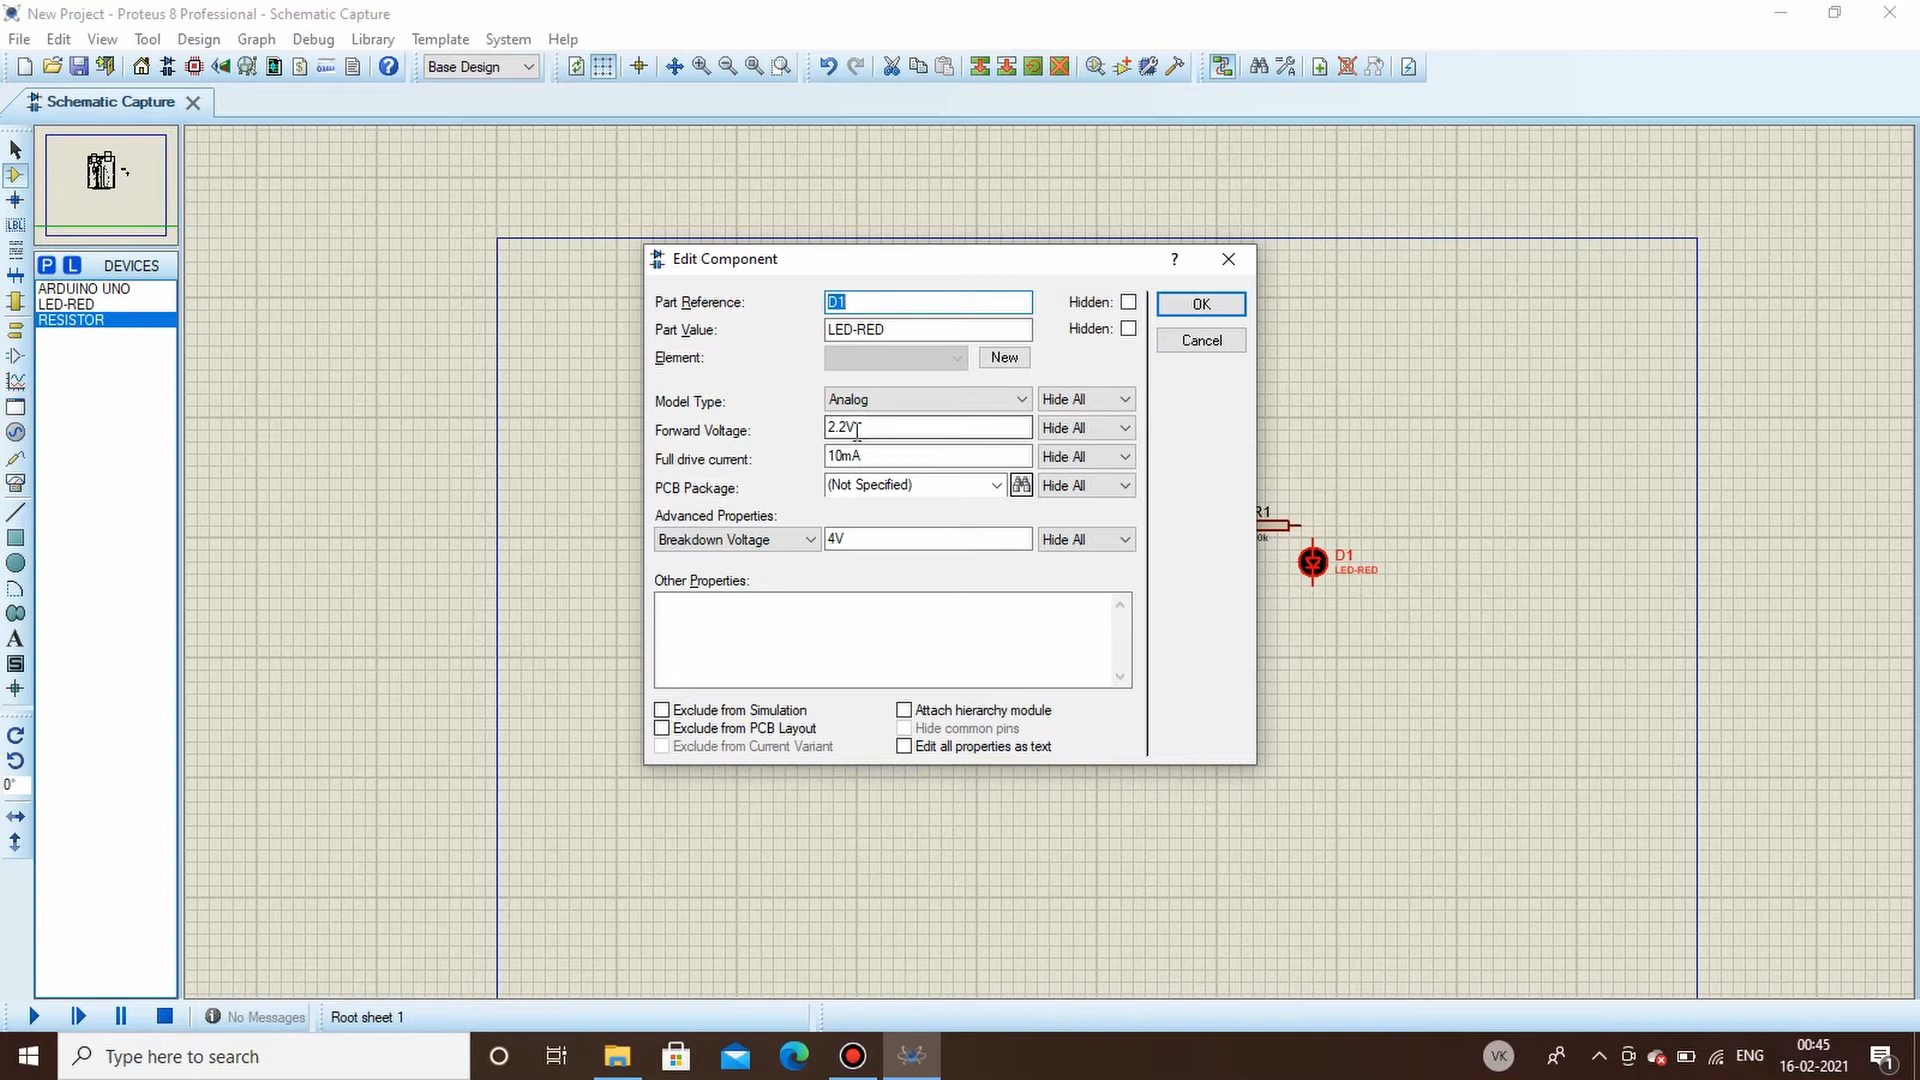 New Project - Proteus 8 Professional - Schematic Capture
File Edit View Tool Design Graph Debug Library Template System Help
Base Design
Schematic Capture
P L DEVICES
ARDUINO UNO
LED-RED
RESISTOR
LBL
A
S
0°
Edit Component
?
Part Reference: D1 Hidden:
OK
Part Value: LED-RED Hidden:
Cancel
Element: New
Model Type: Analog Hide All
Forward Voltage: 2.2V Hide All
Full drive current: 10mA Hide All
PCB Package: (Not Specified) Hide All
Advanced Properties:
Breakdown Voltage 4V Hide All
Other Properties:
Exclude from Simulation Attach hierarchy module
Exclude from PCB Layout Hide common pins
Exclude from Current Variant Edit all properties as text
R1
0k
D1
LED-RED
No Messages Root sheet 1
Type here to search
VK
ENG
00:45
16-02-2021
1